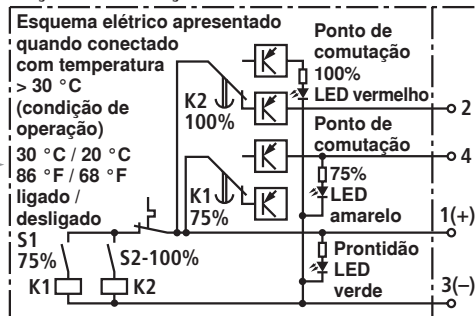 Esquema elétrico apresentado
quando conectado
com temperatura
> 30 °C
(condição de
operação)
30 °C / 20 °C
86 °F / 68 °F
ligado /
desligado
S1
75%
S2-100%
K1
K2
K2
100%
K1
75%
Ponto de
comutação
100%
LED vermelho
Ponto de
comutação
75%
LED
amarelo
Prontidão
LED
verde
2
4
1(+)
3(–)